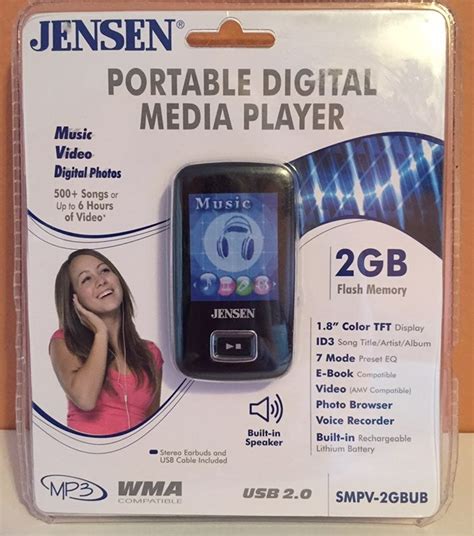 JENSEN®
PORTABLE DIGITAL
MEDIA PLAYER
Music
Video
Digital Photos
500+ Songs or
Up to 6 Hours
of Video*
Music
JENSEN
2GB
Flash Memory
1.8” Color TFT Display
ID3 Song Title/Artist/Album
7 Mode Preset EQ
E-Book Compatible
Video (AMV Compatible)
Photo Browser
Voice Recorder
Built-in Rechargeable
Lithium Battery
Built-in
Speaker
Stereo Earbuds and
USB Cable Included
MP3
WMA
COMPATIBLE
USB 2.0
SMPV-2GBUB